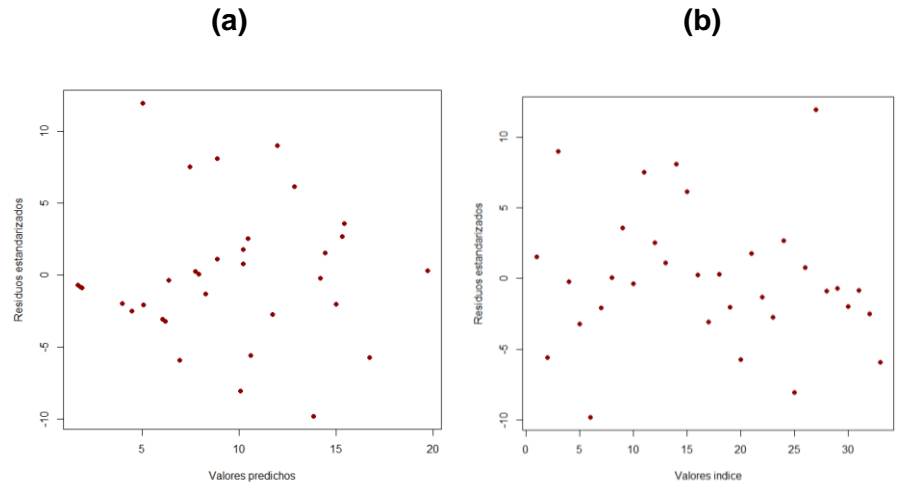 (a)
Residuos estandarizados
10
5
0
-5
-10
5 10 15 20
Valores predichos
(b)
Residuos estandarizados
10
5
0
-5
-10
0 5 10 15 20 25 30
Valores indice